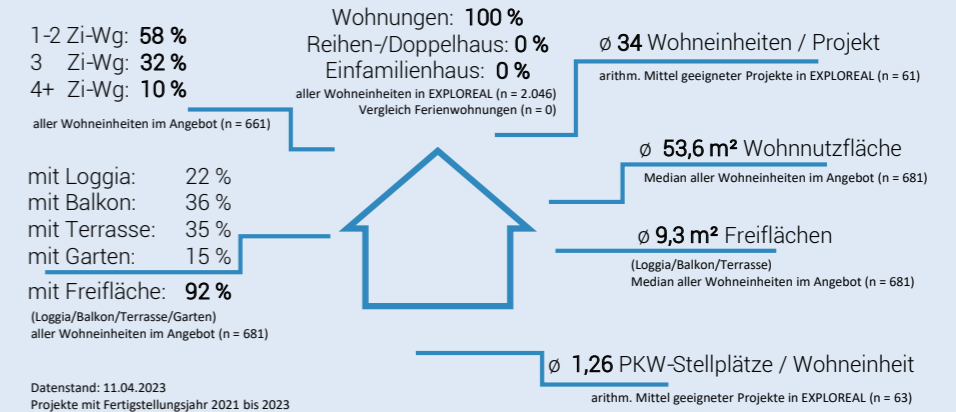 1-2 Zi-Wg: 58 %
3 Zi-Wg: 32 %
4+ Zi-Wg: 10 %
aller Wohneinheiten im Angebot (n = 661)
Wohnungen: 100 %
Reihen-/Doppelhaus: 0 %
Einfamilienhaus: 0 %
aller Wohneinheiten in EXPLOREAL (n = 2.046)
Vergleich Ferienwohnungen (n = 0)
ø 34 Wohneinheiten / Projekt
arithm. Mittel geeigneter Projekte in EXPLOREAL (n = 61)
ø 53,6 m² Wohnnutzfläche
Median aller Wohneinheiten im Angebot (n = 681)
ø 9,3 m² Freiflächen
(Loggia/Balkon/Terrasse)
Median aller Wohneinheiten im Angebot (n = 681)
mit Loggia: 22 %
mit Balkon: 36 %
mit Terrasse: 35 %
mit Garten: 15 %
mit Freifläche: 92 %
(Loggia/Balkon/Terrasse/Garten)
aller Wohneinheiten im Angebot (n = 681)
ø 1,26 PKW-Stellplätze / Wohneinheit
arithm. Mittel geeigneter Projekte in EXPLOREAL (n = 63)
Datenstand: 11.04.2023
Projekte mit Fertigstellungsjahr 2021 bis 2023